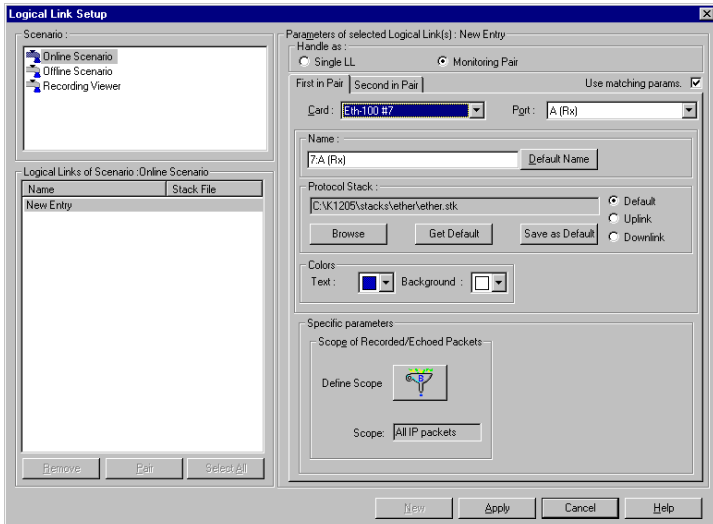 Logical Link Setup
Scenario :
Online Scenario
Offline Scenario
Recording Viewer
Logical Links of Scenario :Online Scenario
Name Stack File
New Entry
Remove Pair Select All
Parameters of selected Logical Link(s) : New Entry
Handle as :
Single LL Monitoring Pair
First in Pair Second in Pair Use matching params.
Card : Eth-100 #7 Port : A (Rx)
Name :
7:A (Rx) Default Name
Protocol Stack :
C:\K1205\stacks\ether\ether.stk
Default
Uplink
Downlink
Browse Get Default Save as Default
Colors
Text : Background :
Specific parameters
Scope of Recorded/Echoed Packets
Define Scope
Scope: All IP packets
New Apply Cancel Help